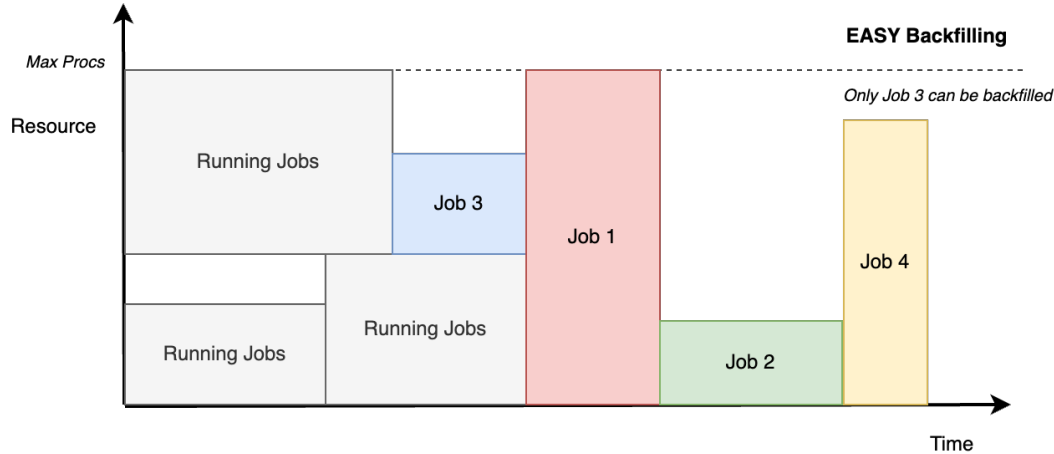 EASY Backfilling
Max Procs
Only Job 3 can be backfilled
Resource
Running Jobs
Job 3
Job 1
Job 4
Running Jobs
Running Jobs
Job 2
Time